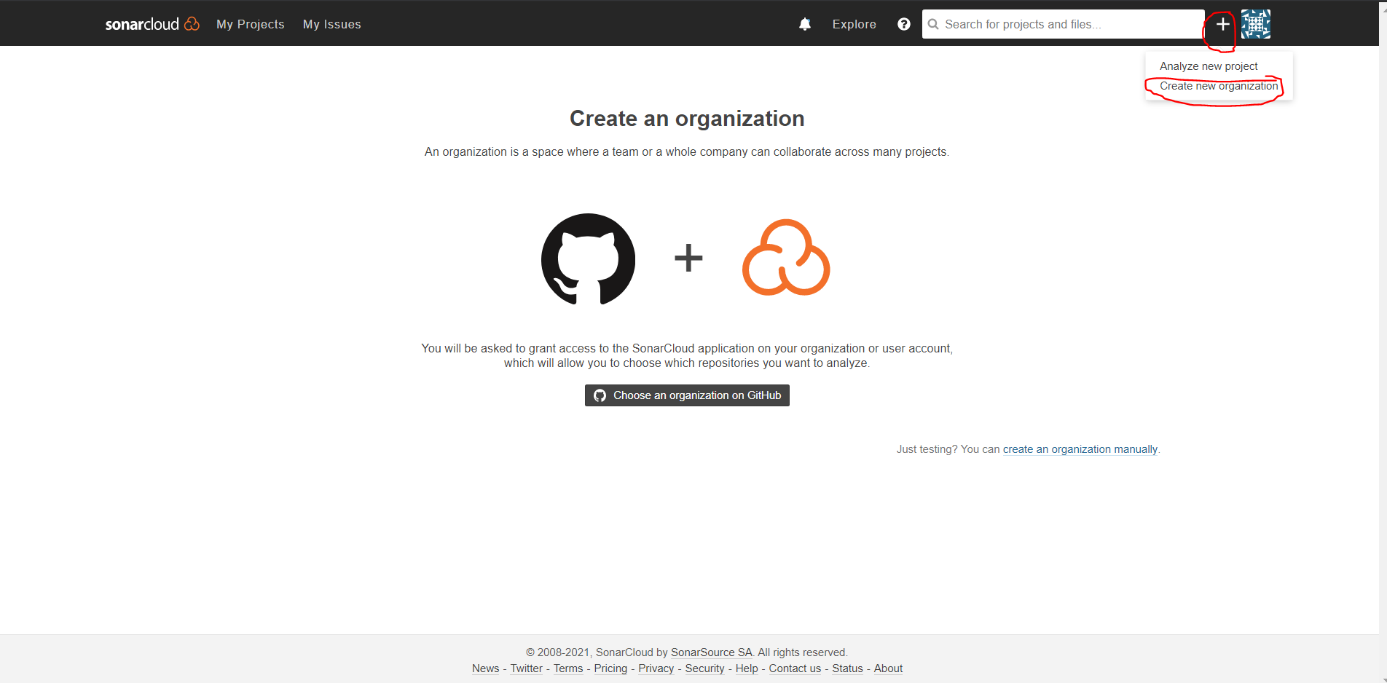 sonarcloud My Projects My Issues Explore ? Search for projects and files... +
Analyze new project
Create new organization
Create an organization
An organization is a space where a team or a whole company can collaborate across many projects.
+
You will be asked to grant access to the SonarCloud application on your organization or user account,
which will allow you to choose which repositories you want to analyze.
Choose an organization on GitHub
Just testing? You can create an organization manually.
© 2008-2021, SonarCloud by SonarSource SA. All rights reserved.
News - Twitter - Terms - Pricing - Privacy - Security - Help - Contact us - Status - About